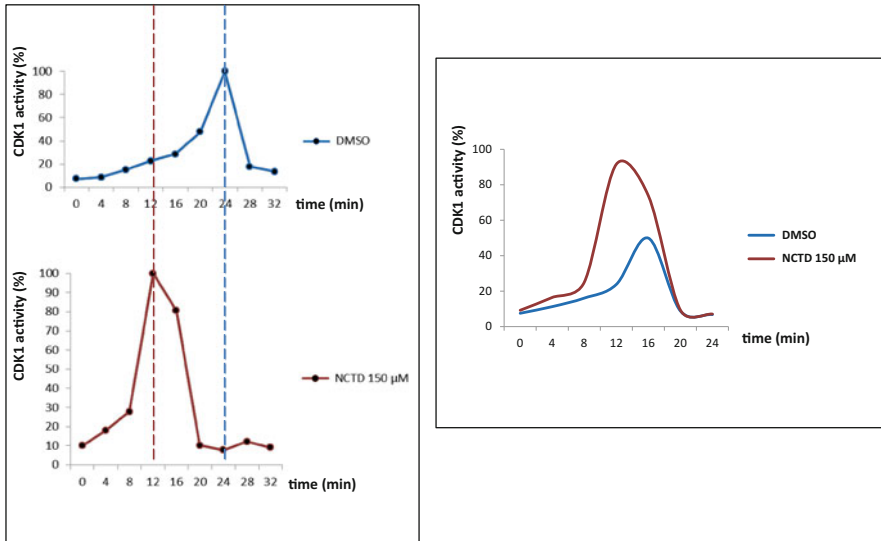 CDK1 activity (%)
100
80
60
40
20
0
0 4 8 12 16 20 24 28 32
time (min)
DMSO
CDK1 activity (%)
100
90
80
70
60
50
40
30
20
10
0
0 4 8 12 16 20 24 28 32
time (min)
NCTD 150 µM
CDK1 activity (%)
100
80
60
40
20
0
0 4 8 12 16 20 24
time (min)
DMSO
NCTD 150 µM